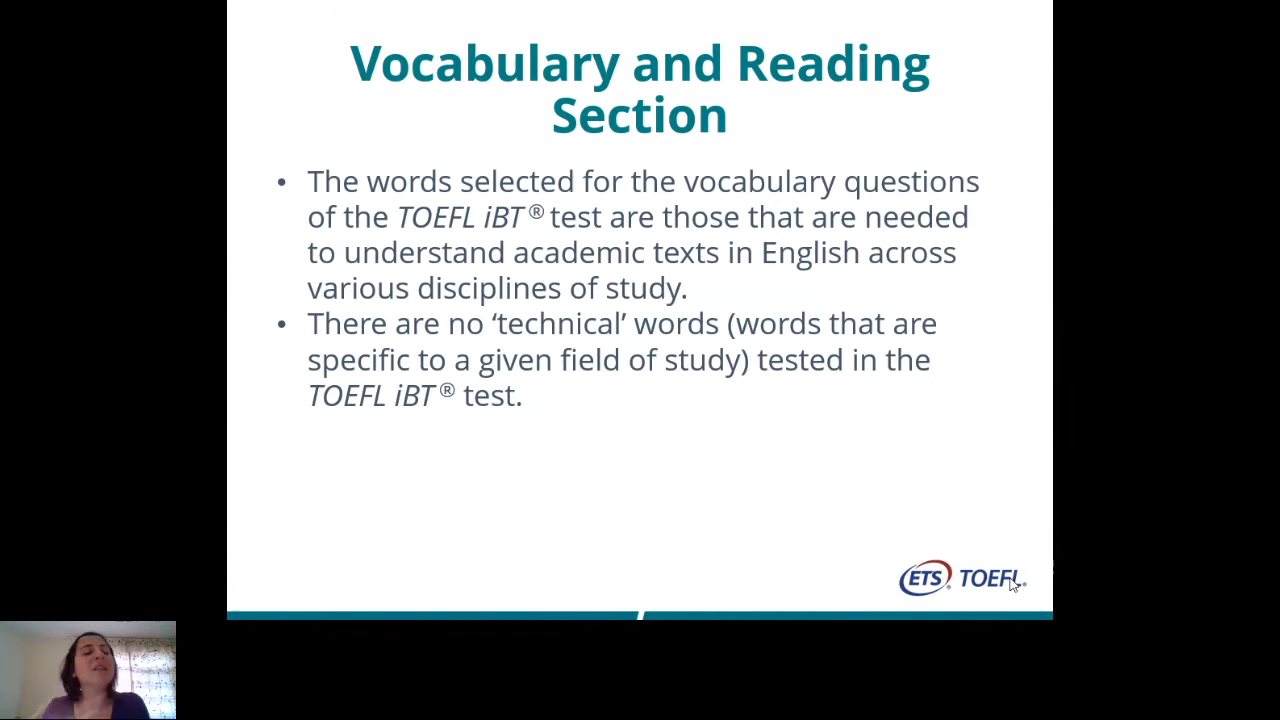 Vocabulary and Reading
Section
• The words selected for the vocabulary questions
of the TOEFL iBT® test are those that are needed
to understand academic texts in English across
various disciplines of study.
• There are no ‘technical’ words (words that are
specific to a given field of study) tested in the
TOEFL iBT® test.
ETS® TOEFL®